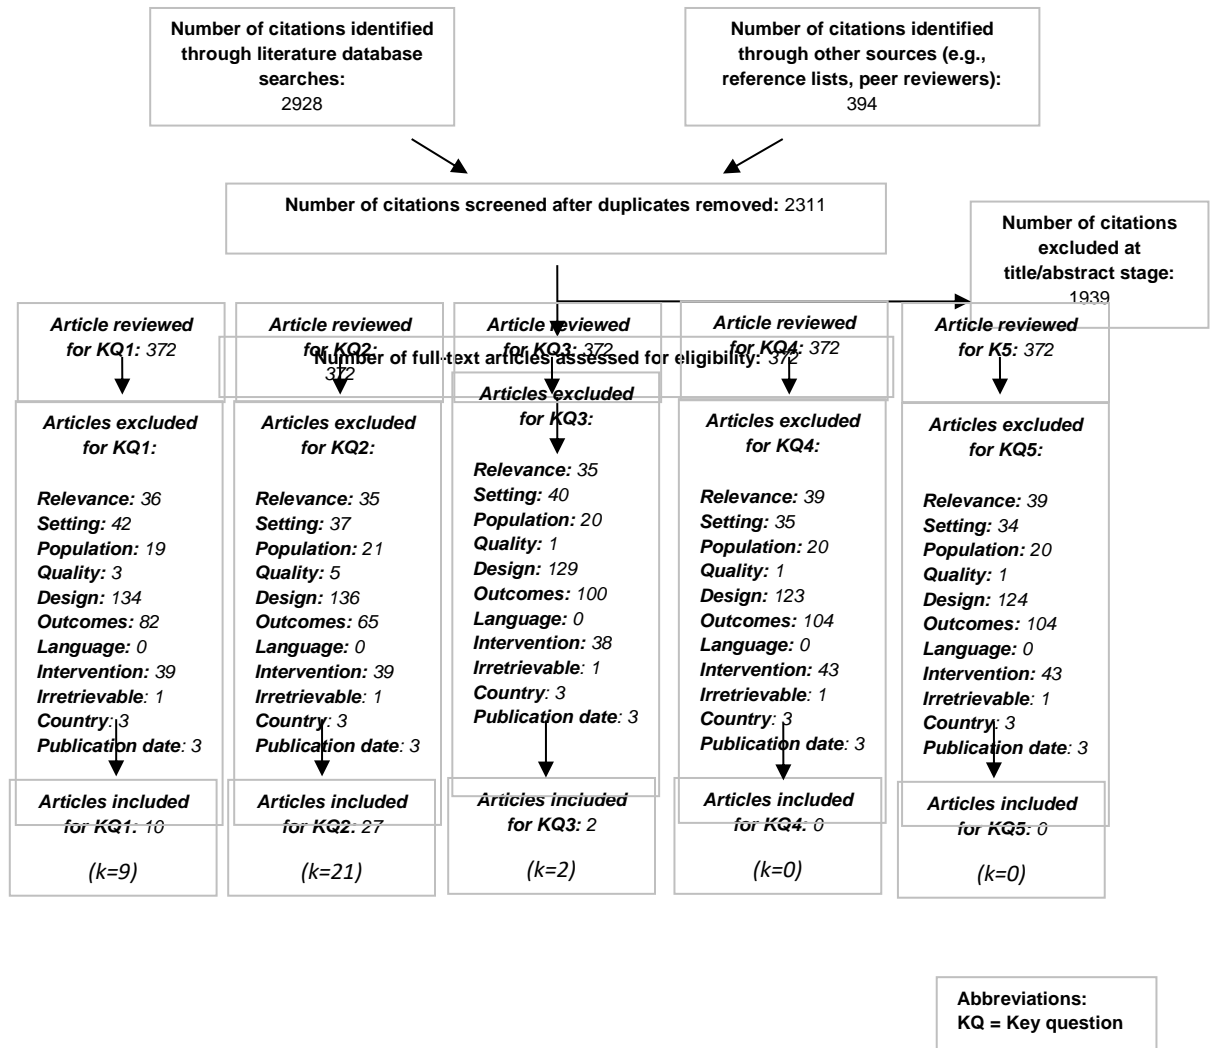 Number of citations identified
through literature database
searches:
2928
Number of citations identified
through other sources (e.g.,
reference lists, peer reviewers):
394
Number of citations screened after duplicates removed: 2311
Number of citations
excluded at
title/abstract stage:
1939
Number of full-text articles assessed for eligibility:
372
Article reviewed
for KQ1: 372
Article reviewed
for KQ2:
372
Article reviewed
for KQ3: 372
Article reviewed
for KQ4: 372
Article reviewed
for K5: 372
Articles excluded
for KQ1:
Relevance: 36
Setting: 42
Population: 19
Quality: 3
Design: 134
Outcomes: 82
Language: 0
Intervention: 39
Irretrievable: 1
Country: 3
Publication date: 3
Articles excluded
for KQ2:
Relevance: 35
Setting: 37
Population: 21
Quality: 5
Design: 136
Outcomes: 65
Language: 0
Intervention: 39
Irretrievable: 1
Country: 3
Publication date: 3
Articles excluded
for KQ3:
Relevance: 35
Setting: 40
Population: 20
Quality: 1
Design: 129
Outcomes: 100
Language: 0
Intervention: 38
Irretrievable: 1
Country: 3
Publication date: 3
Articles excluded
for KQ4:
Relevance: 39
Setting: 35
Population: 20
Quality: 1
Design: 123
Outcomes: 104
Language: 0
Intervention: 43
Irretrievable: 1
Country: 3
Publication date: 3
Articles excluded
for KQ5:
Relevance: 39
Setting: 34
Population: 20
Quality: 1
Design: 124
Outcomes: 104
Language: 0
Intervention: 43
Irretrievable: 1
Country: 3
Publication date: 3
Articles included
for KQ1: 10
(k=9)
Articles included
for KQ2: 27
(k=21)
Articles included
for KQ3: 2
(k=2)
Articles included
for KQ4: 0
(k=0)
Articles included
for KQ5: 0
(k=0)
Abbreviations:
KQ = Key question